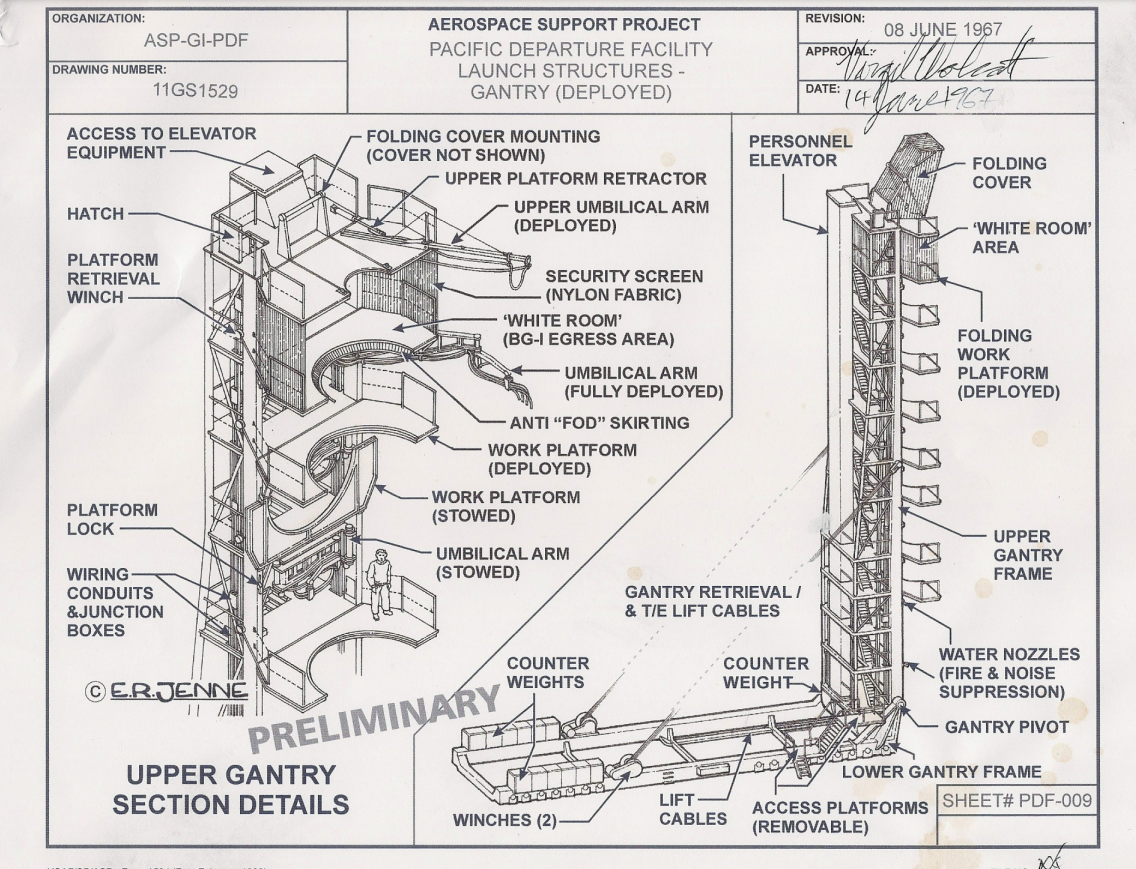 ORGANIZATION:
ASP-GI-PDF
DRAWING NUMBER:
11GS1529
AEROSPACE SUPPORT PROJECT
PACIFIC DEPARTURE FACILITY
LAUNCH STRUCTURES -
GANTRY (DEPLOYED)
REVISION:
08 JUNE 1967
APPROVAL:
DATE:
14 June 1967
ACCESS TO ELEVATOR
EQUIPMENT
FOLDING COVER MOUNTING
(COVER NOT SHOWN)
UPPER PLATFORM RETRACTOR
HATCH
UPPER UMBILICAL ARM
(DEPLOYED)
PLATFORM
RETRIEVAL
WINCH
SECURITY SCREEN
(NYLON FABRIC)
‘WHITE ROOM’
(BG-I EGRESS AREA)
UMBILICAL ARM
(FULLY DEPLOYED)
ANTI "FOD" SKIRTING
WORK PLATFORM
(DEPLOYED)
WORK PLATFORM
(STOWED)
PLATFORM
LOCK
UMBILICAL ARM
(STOWED)
WIRING
CONDUITS
&JUNCTION
BOXES
© E.R.JENNE
PRELIMINARY
UPPER GANTRY
SECTION DETAILS
PERSONNEL
ELEVATOR
FOLDING
COVER
‘WHITE ROOM’
AREA
FOLDING
WORK
PLATFORM
(DEPLOYED)
UPPER
GANTRY
FRAME
GANTRY RETRIEVAL /
& T/E LIFT CABLES
WATER NOZZLES
(FIRE & NOISE
SUPPRESSION)
COUNTER
WEIGHTS
COUNTER
WEIGHT
GANTRY PIVOT
LOWER GANTRY FRAME
WINCHES (2)
LIFT
CABLES
ACCESS PLATFORMS
(REMOVABLE)
SHEET# PDF-009